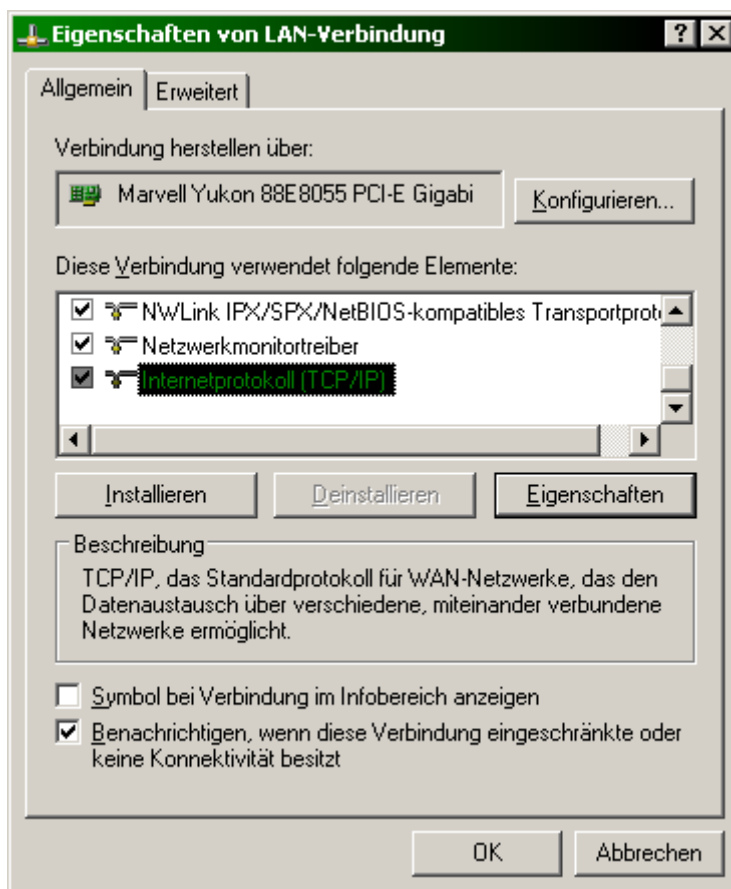 Eigenschaften von LAN-Verbindung
Allgemein
Erweitert
Verbindung herstellen über:
Marvell Yukon 88E8055 PCI-E Gigabi
Konfigurieren...
Diese Verbindung verwendet folgende Elemente:
NWLink IPX/SPX/NetBIOS-kompatibles Transportproto
Netzwerkmonitortreiber
Internetprotokoll (TCP/IP)
Installieren
Deinstallieren
Eigenschaften
Beschreibung
TCP/IP, das Standardprotokoll für WAN-Netzwerke, das den
Datenaustausch über verschiedene, miteinander verbundene
Netzwerke ermöglicht.
Symbol bei Verbindung im Infobereich anzeigen
Benachrichtigen, wenn diese Verbindung eingeschränkte oder
keine Konnektivität besitzt
OK
Abbrechen